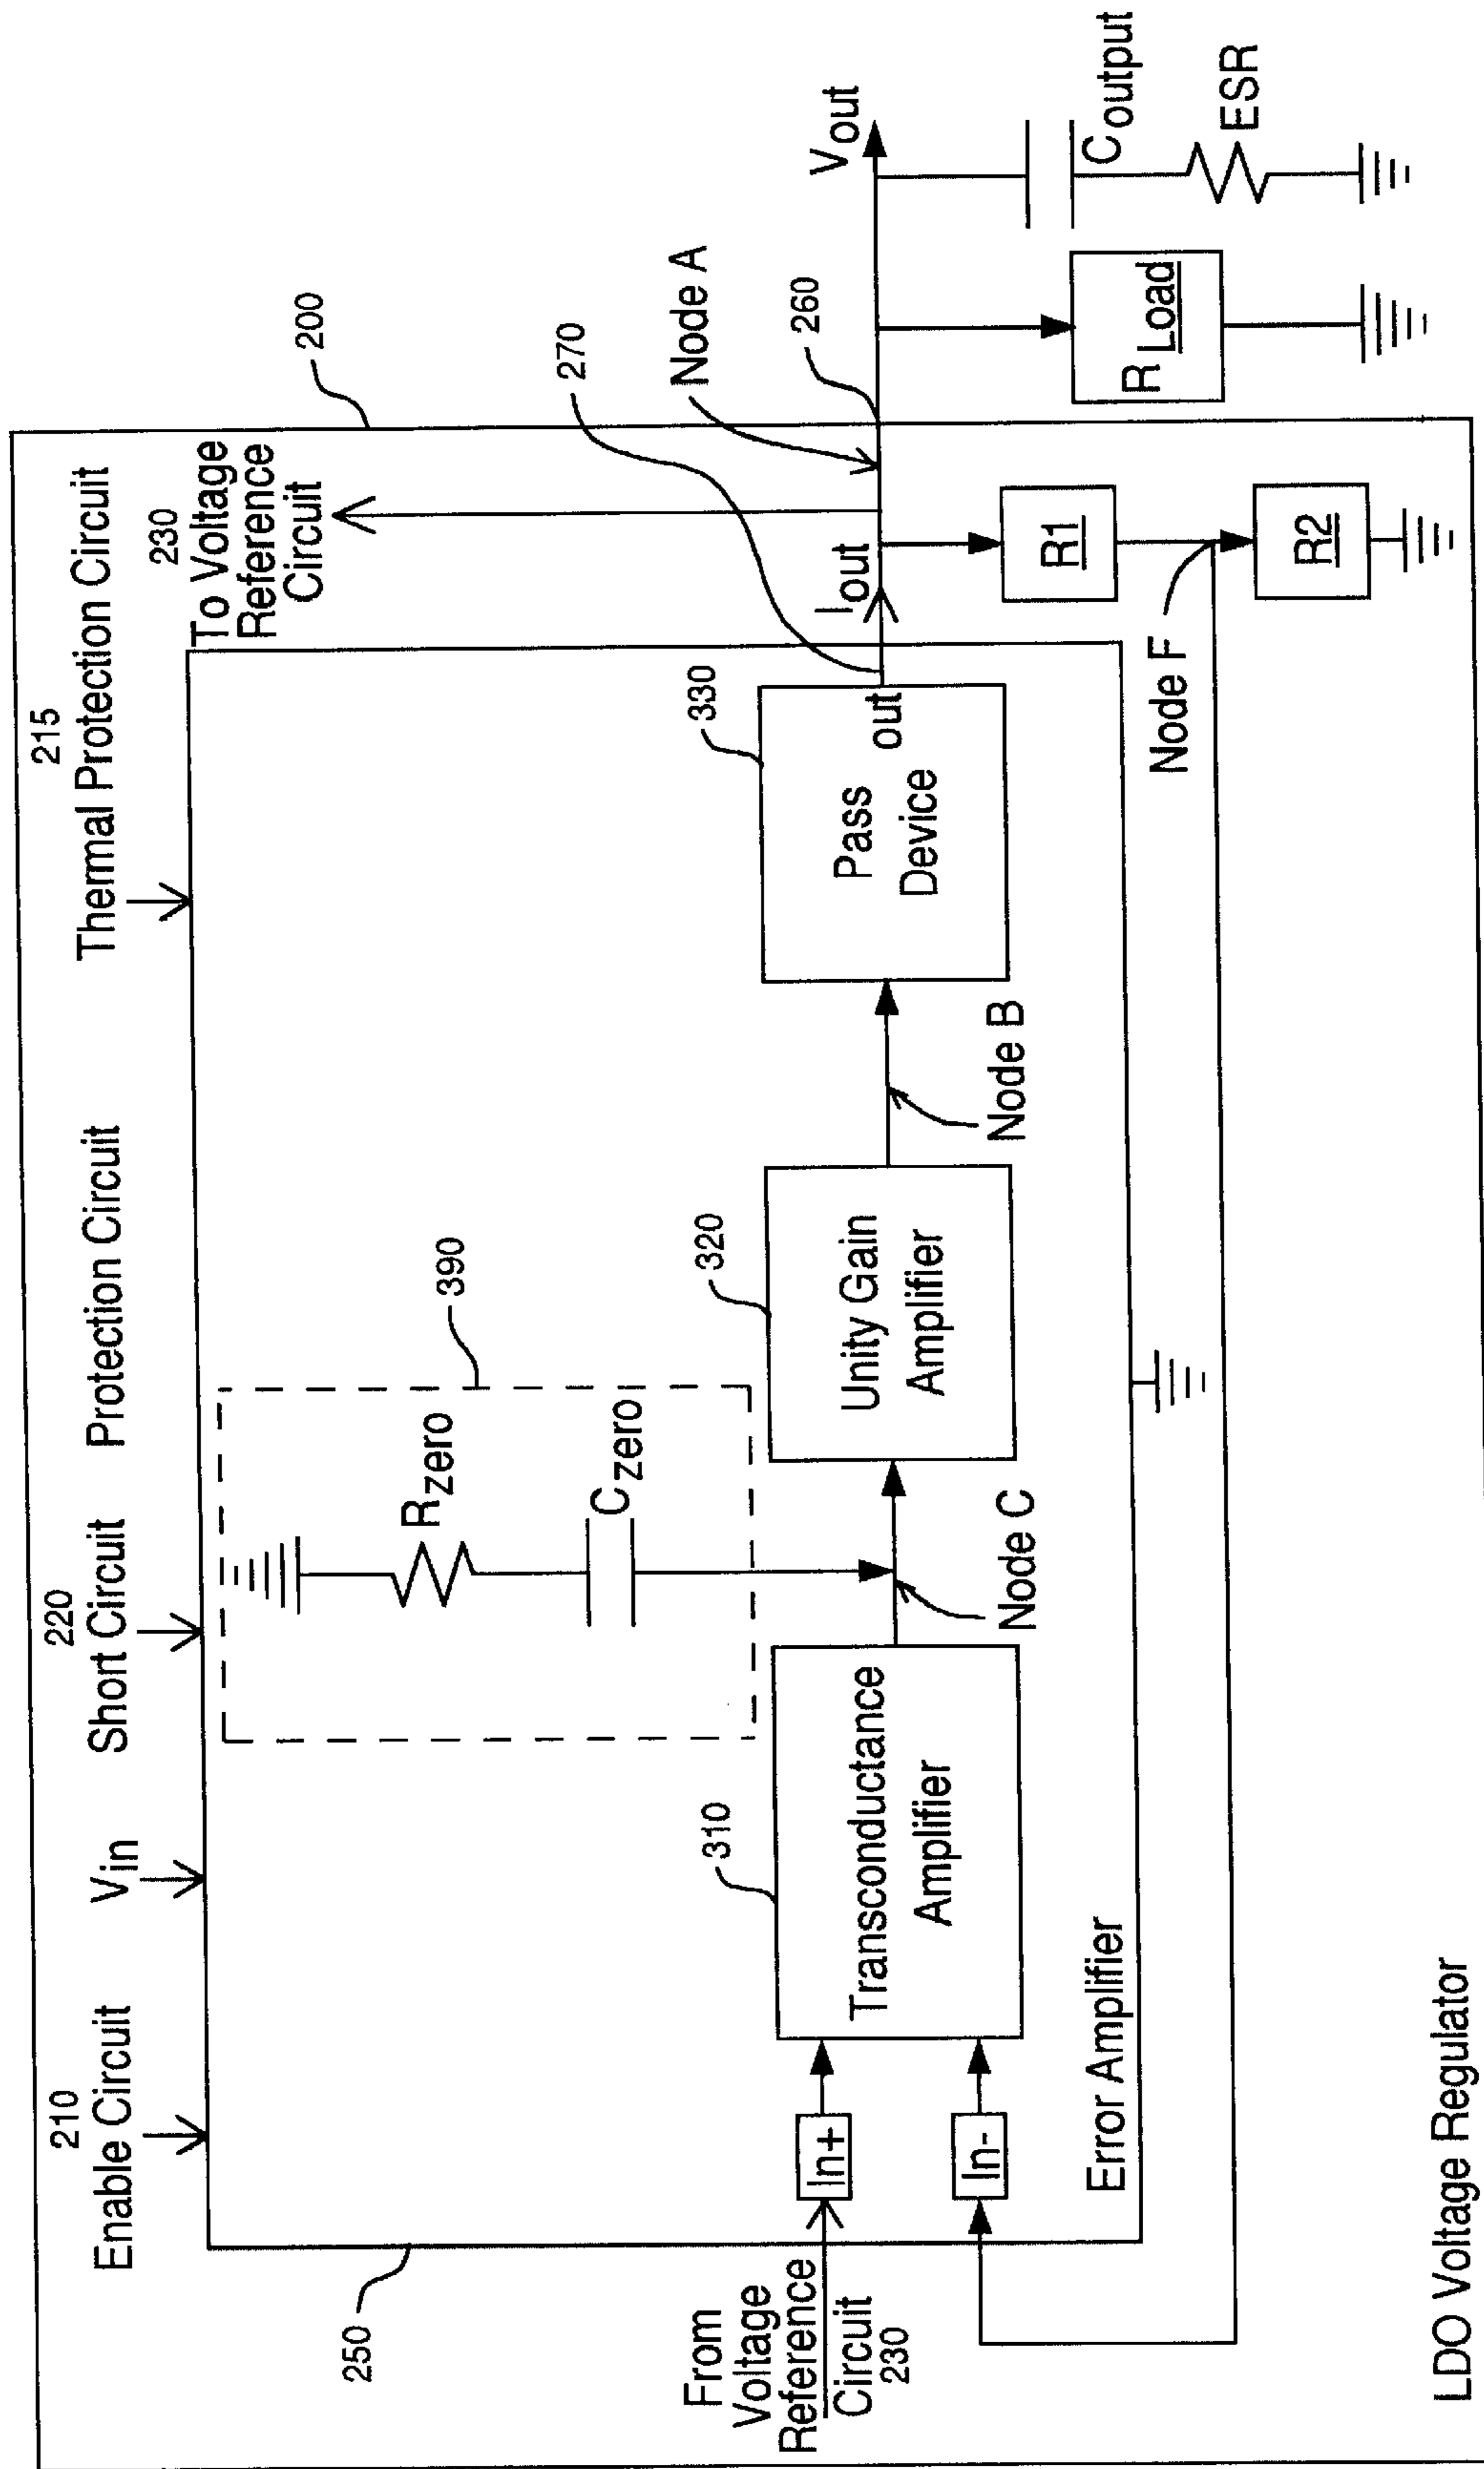 210
Enable Circuit
Vin
220
Short Circuit Protection Circuit
215
Thermal Protection Circuit
230
To Voltage
Reference
Circuit
200
250
390
Rzero
Czero
From
Voltage
Reference
Circuit
230
In+
In-
310
Transconductance
Amplifier
Node C
320
Unity Gain
Amplifier
Node B
330
Pass
Device
out
270
Iout
Node A
260
Vout
R1
Node F
R2
R Load
Coutput
ESR
Error Amplifier
LDO Voltage Regulator